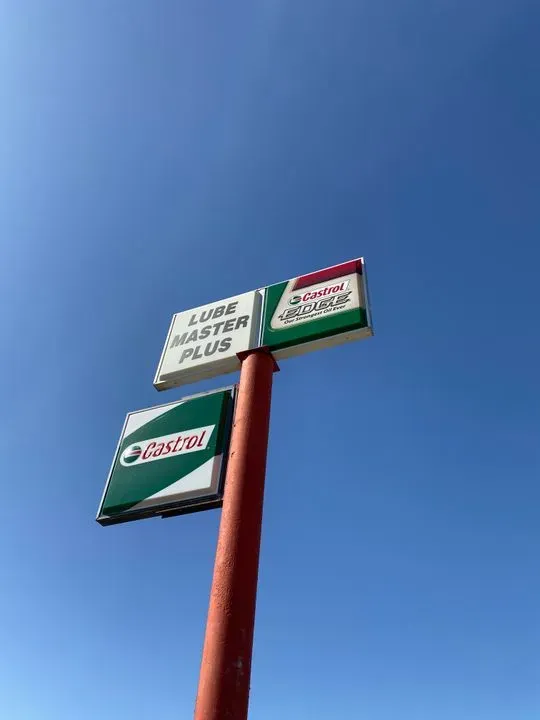 LUBE
MASTER
PLUS
Castrol
EDGE
Our Strongest Oil Ever
Castrol